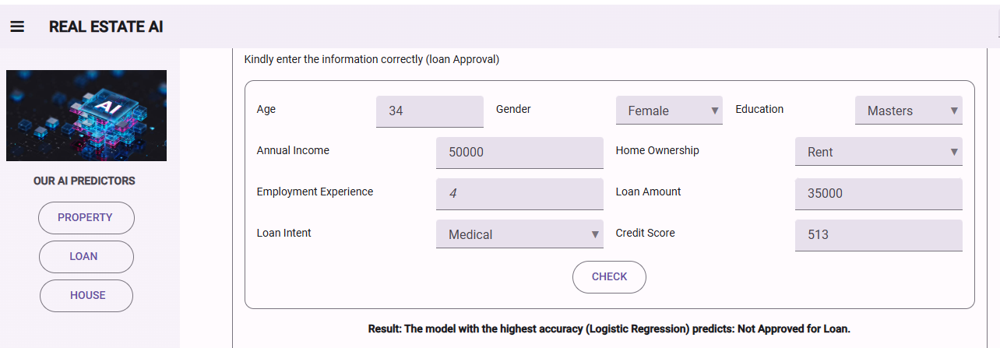 REAL ESTATE AI
AI
OUR AI PREDICTORS
PROPERTY
LOAN
HOUSE
Kindly enter the information correctly (loan Approval)
Age 34 Gender Female Education Masters
Annual Income 50000 Home Ownership Rent
Employment Experience 4 Loan Amount 35000
Loan Intent Medical Credit Score 513
CHECK
Result: The model with the highest accuracy (Logistic Regression) predicts: Not Approved for Loan.